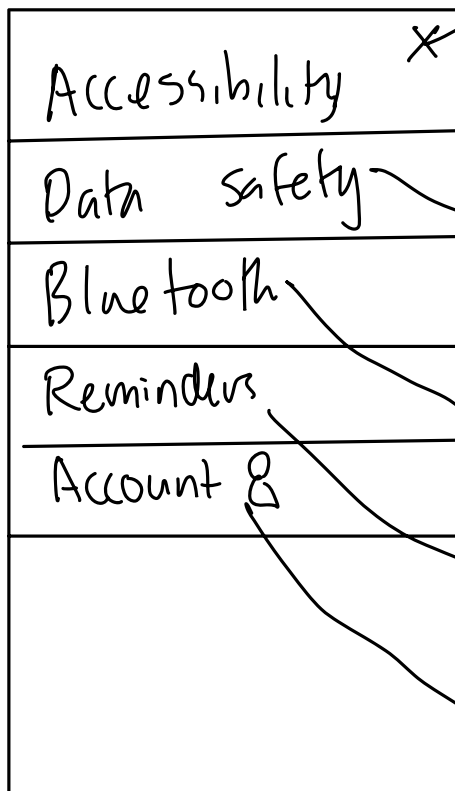 Accessibility
Data safety
Bluetooth
Reminders
Account